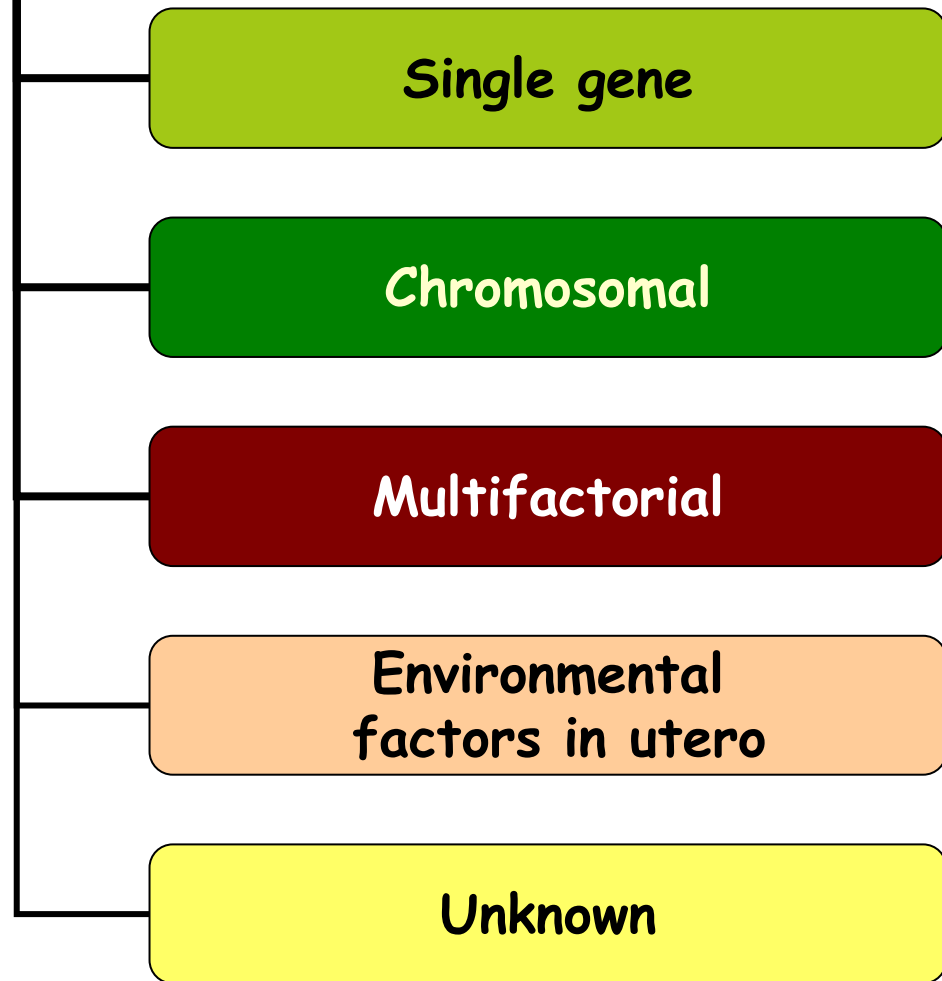 Single gene
Chromosomal
Multifactorial
Environmental
factors in utero
Unknown